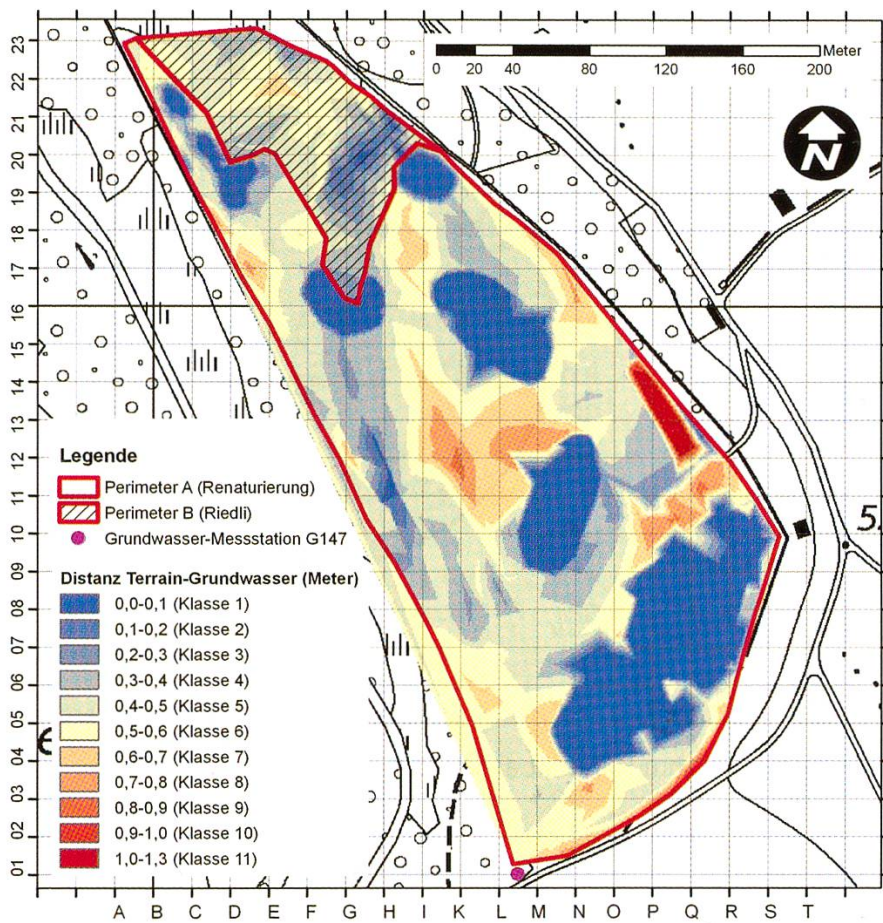 23
22
21
20
19
18
17
16
15
14
13
12
11
10
09
08
07
06
05
04
03
02
01
Meter
0 20 40 80 120 160 200
N
5.
Legende
Perimeter A (Renaturierung)
Perimeter B (Riedli)
Grundwasser-Messstation G147
Distanz Terrain-Grundwasser (Meter)
0,0-0,1 (Klasse 1)
0,1-0,2 (Klasse 2)
0,2-0,3 (Klasse 3)
0,3-0,4 (Klasse 4)
0,4-0,5 (Klasse 5)
0,5-0,6 (Klasse 6)
0,6-0,7 (Klasse 7)
0,7-0,8 (Klasse 8)
0,8-0,9 (Klasse 9)
0,9-1,0 (Klasse 10)
1,0-1,3 (Klasse 11)
A B C D E F G H I K L M N O P Q R S T